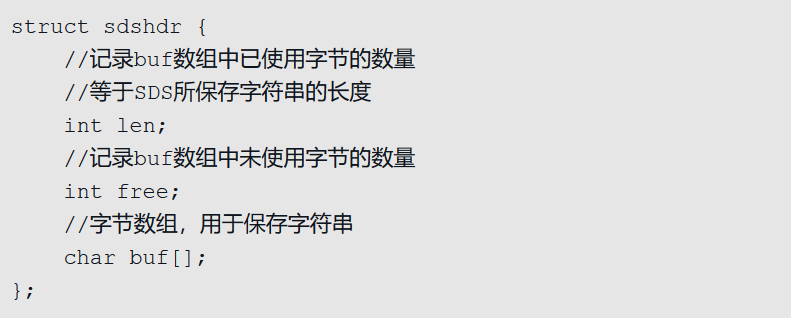 struct sdshdr {
    //记录buf数组中已使用字节的数量
    //等于SDS所保存字符串的长度
    int len;
    //记录buf数组中未使用字节的数量
    int free;
    //字节数组，用于保存字符串
    char buf[];
};